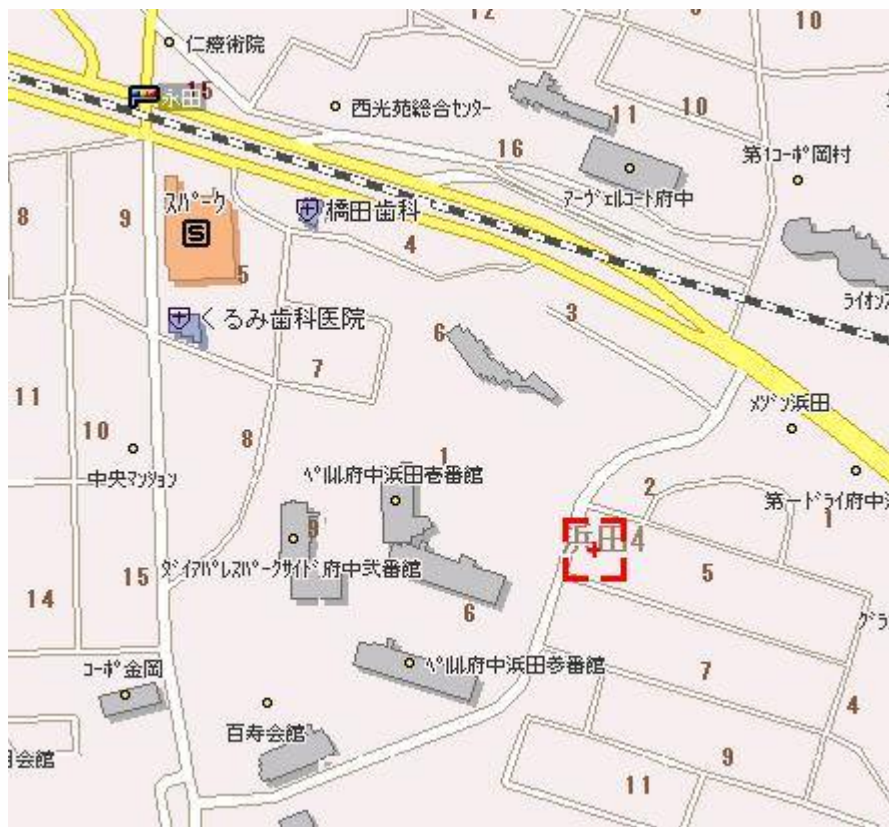 12
10
仁療術院
永田
15
西光苑総合ｾﾝﾀｰ
11
10
16
第1ｺｰﾎﾟ岡村
ｱｰｳﾞｪﾙｺｰﾄ府中
8
9
ｽﾊﾟｰｸ
S
橋田歯科
4
5
ﾗｲｵﾝｽ
くるみ歯科医院
6
3
7
11
ﾒｿﾞﾝ浜田
10
8
中央ﾏﾝｼｮﾝ
1
ﾍﾞﾙﾙ府中浜田壱番館
2
第一ﾄﾞﾗｲ府中
1
9
浜田4
ﾀﾞｲｱﾊﾟﾚｽﾊﾟｰｸｻｲﾄﾞ府中弐番館
15
5
14
6
ｸﾞﾗ
ｺｰﾎﾟ金岡
ﾍﾞﾙﾙ府中浜田参番館
7
4
百寿会館
会館
9
11